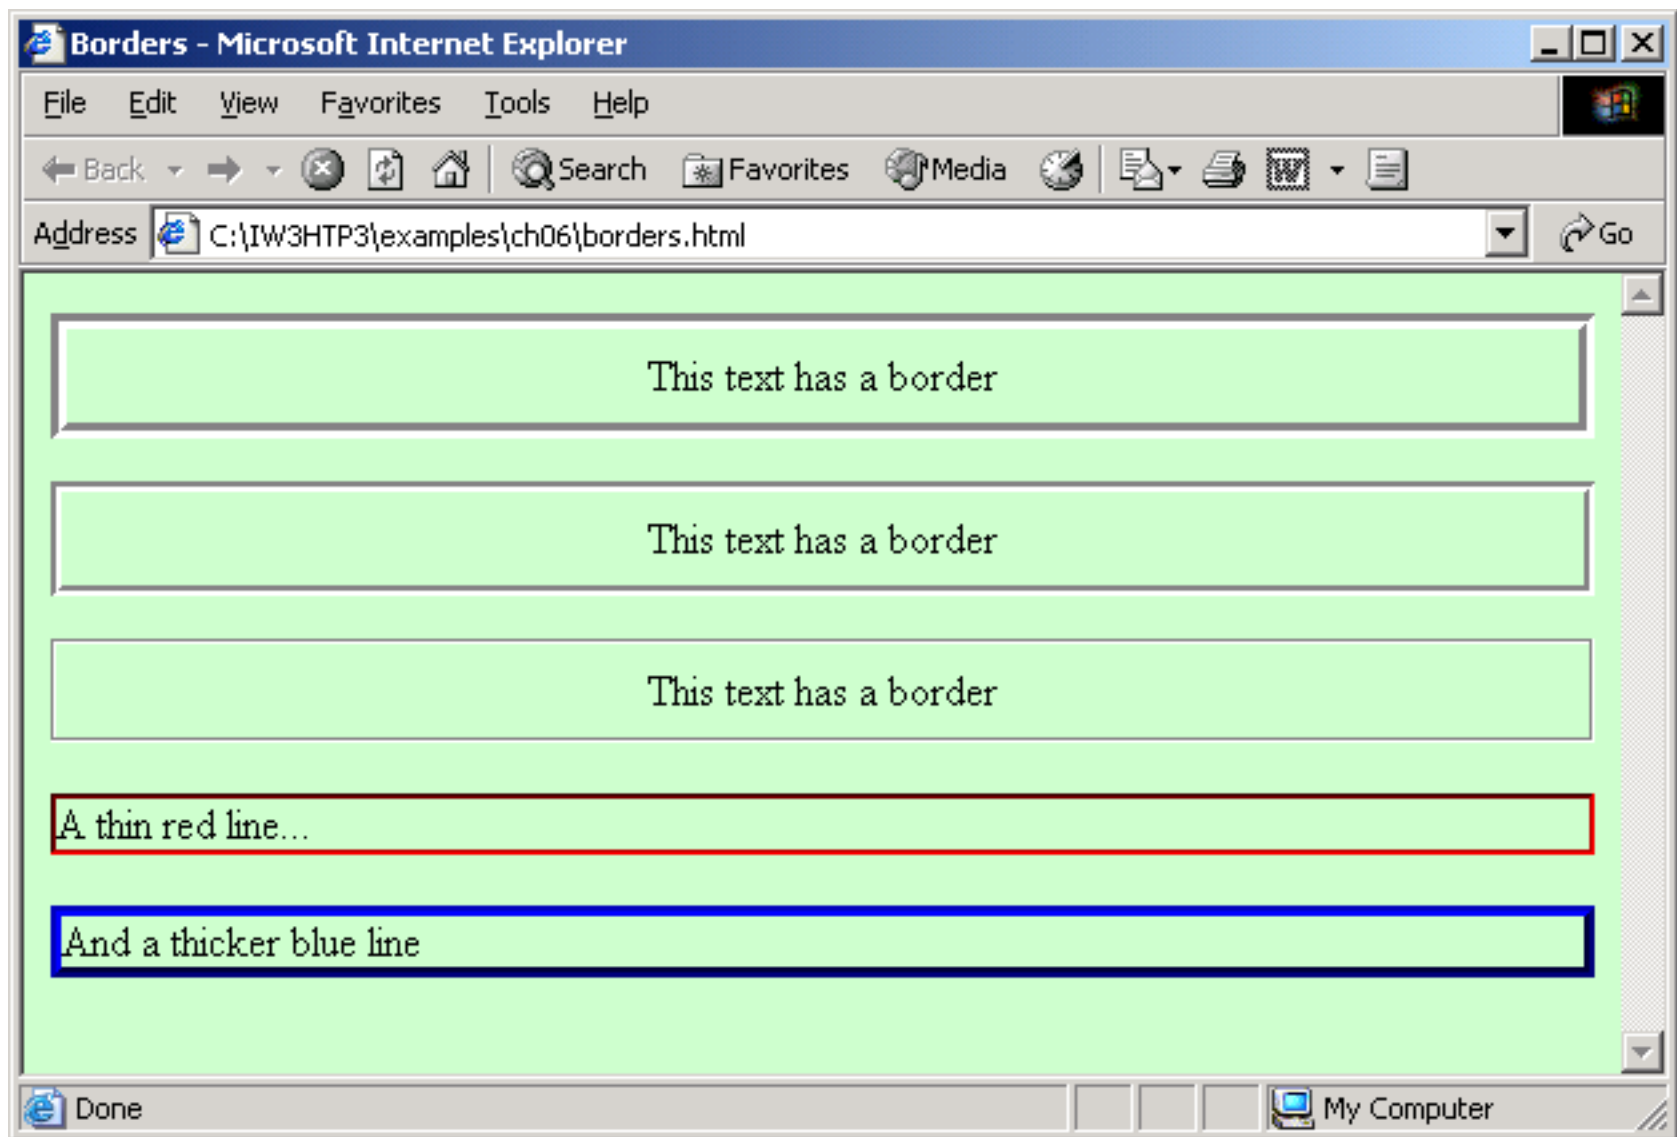 Borders - Microsoft Internet Explorer
File Edit View Favorites Tools Help
Back Search Favorites Media
Address C:\IW3HTP3\examples\ch06\borders.html Go
This text has a border
This text has a border
This text has a border
A thin red line...
And a thicker blue line
Done My Computer